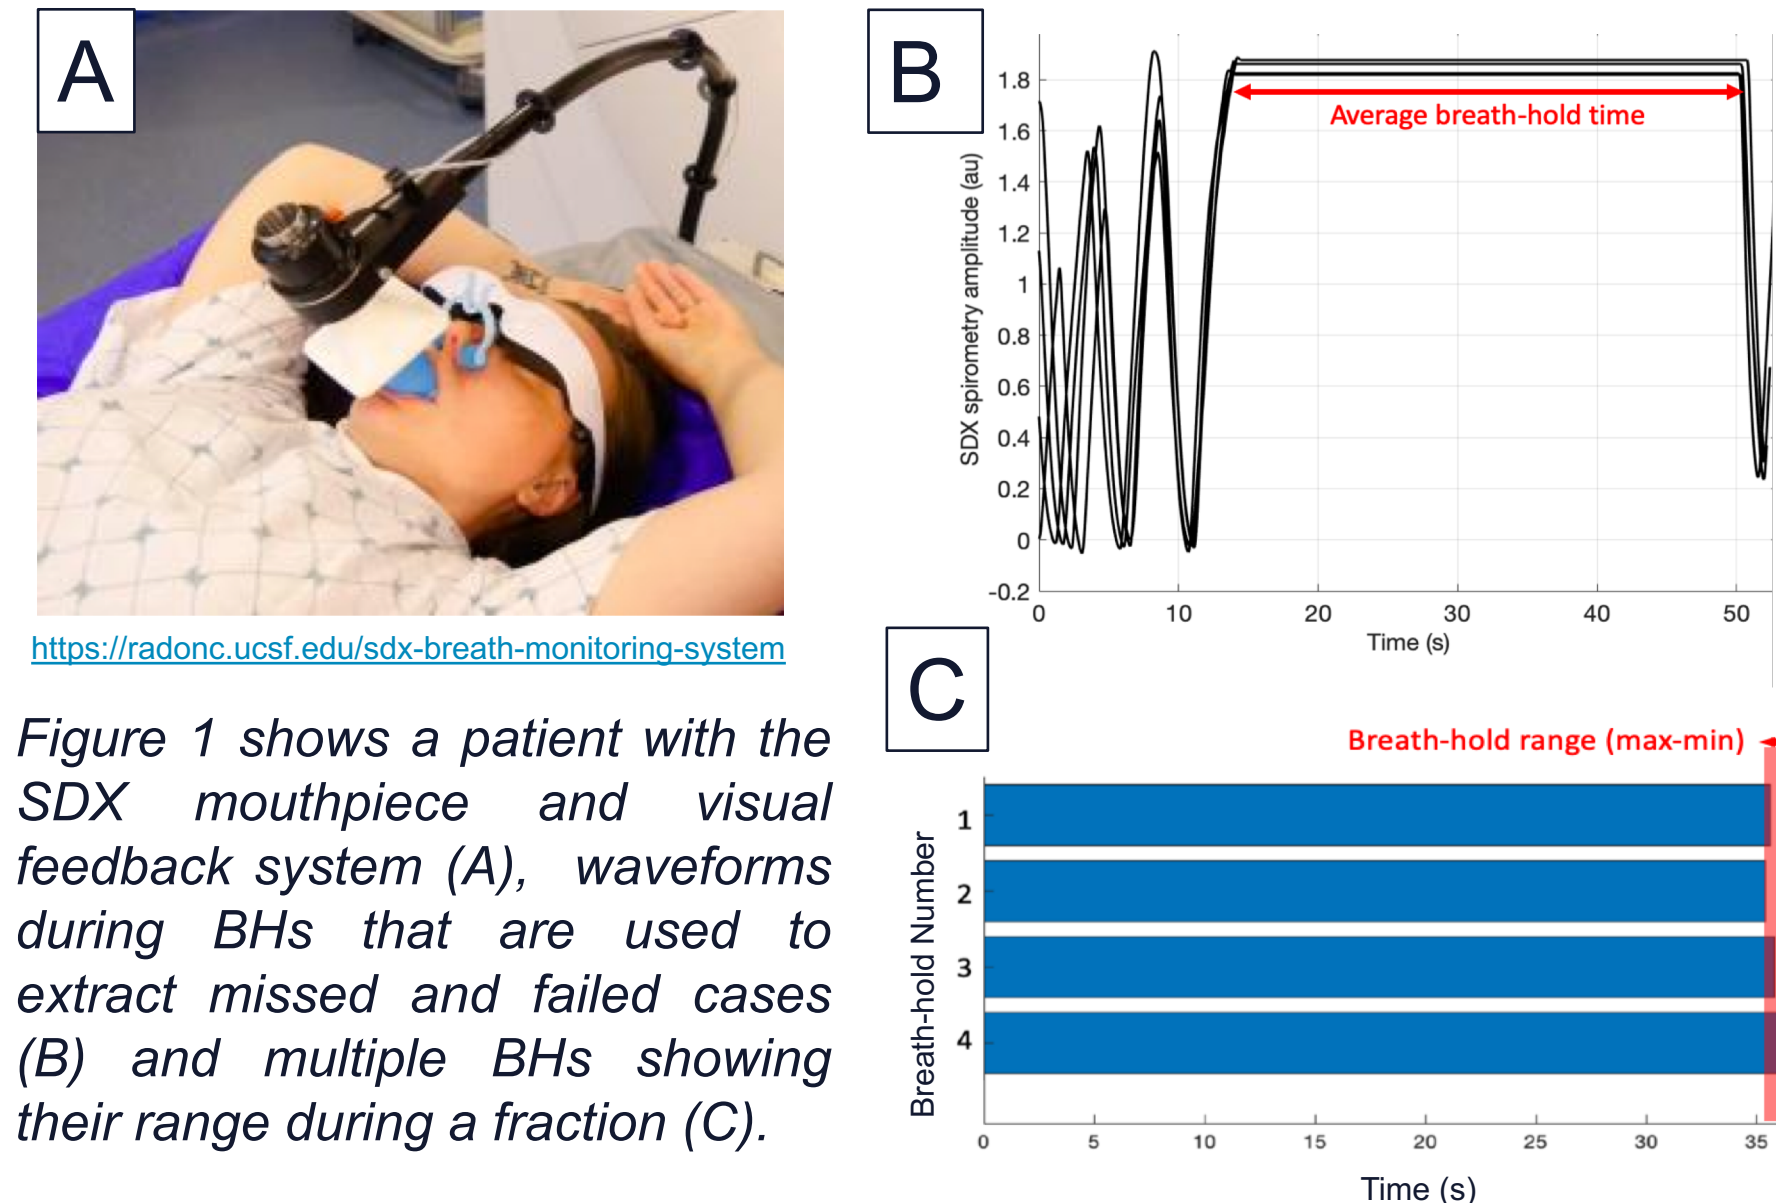 A
https://radonc.ucsf.edu/sdx-breath-monitoring-system
Figure 1 shows a patient with the
SDX mouthpiece and visual
feedback system (A), waveforms
during BHs that are used to
extract missed and failed cases
(B) and multiple BHs showing
their range during a fraction (C).
B
SDX spirometry amplitude (au)
1.8
1.6
1.4
1.2
1
0.8
0.6
0.4
0.2
0
-0.2
Average breath-hold time
0 10 20 30 40 50
Time (s)
C
Breath-hold range (max-min)
Breath-hold Number
1
2
3
4
0 5 10 15 20 25 30 35
Time (s)